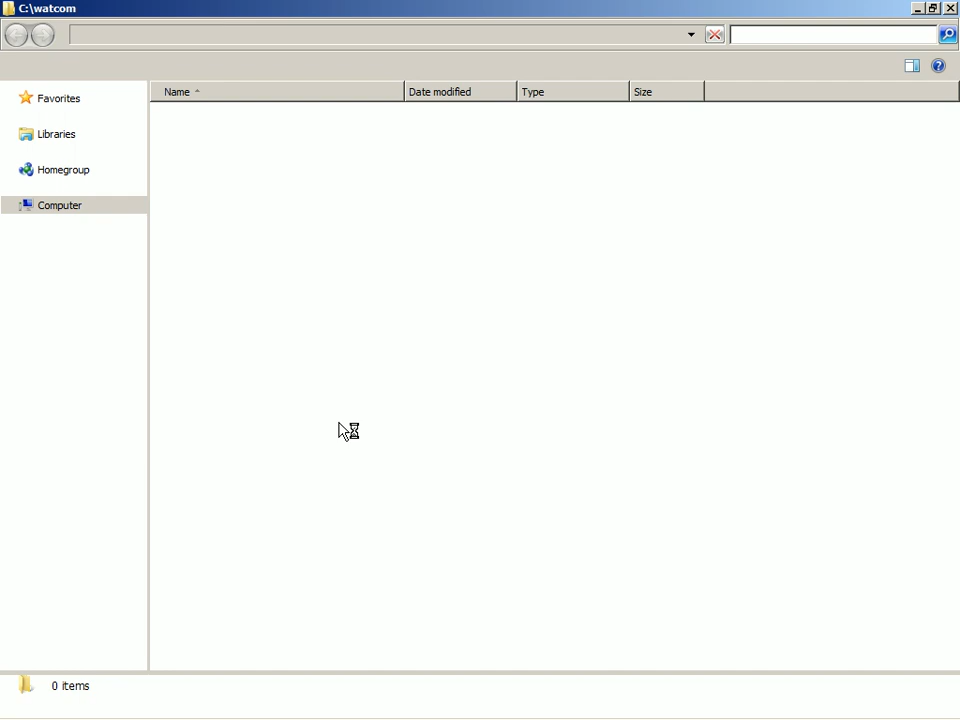 C:\watcom
Favorites
Libraries
Homegroup
Computer
Name
Date modified
Type
Size
0 items